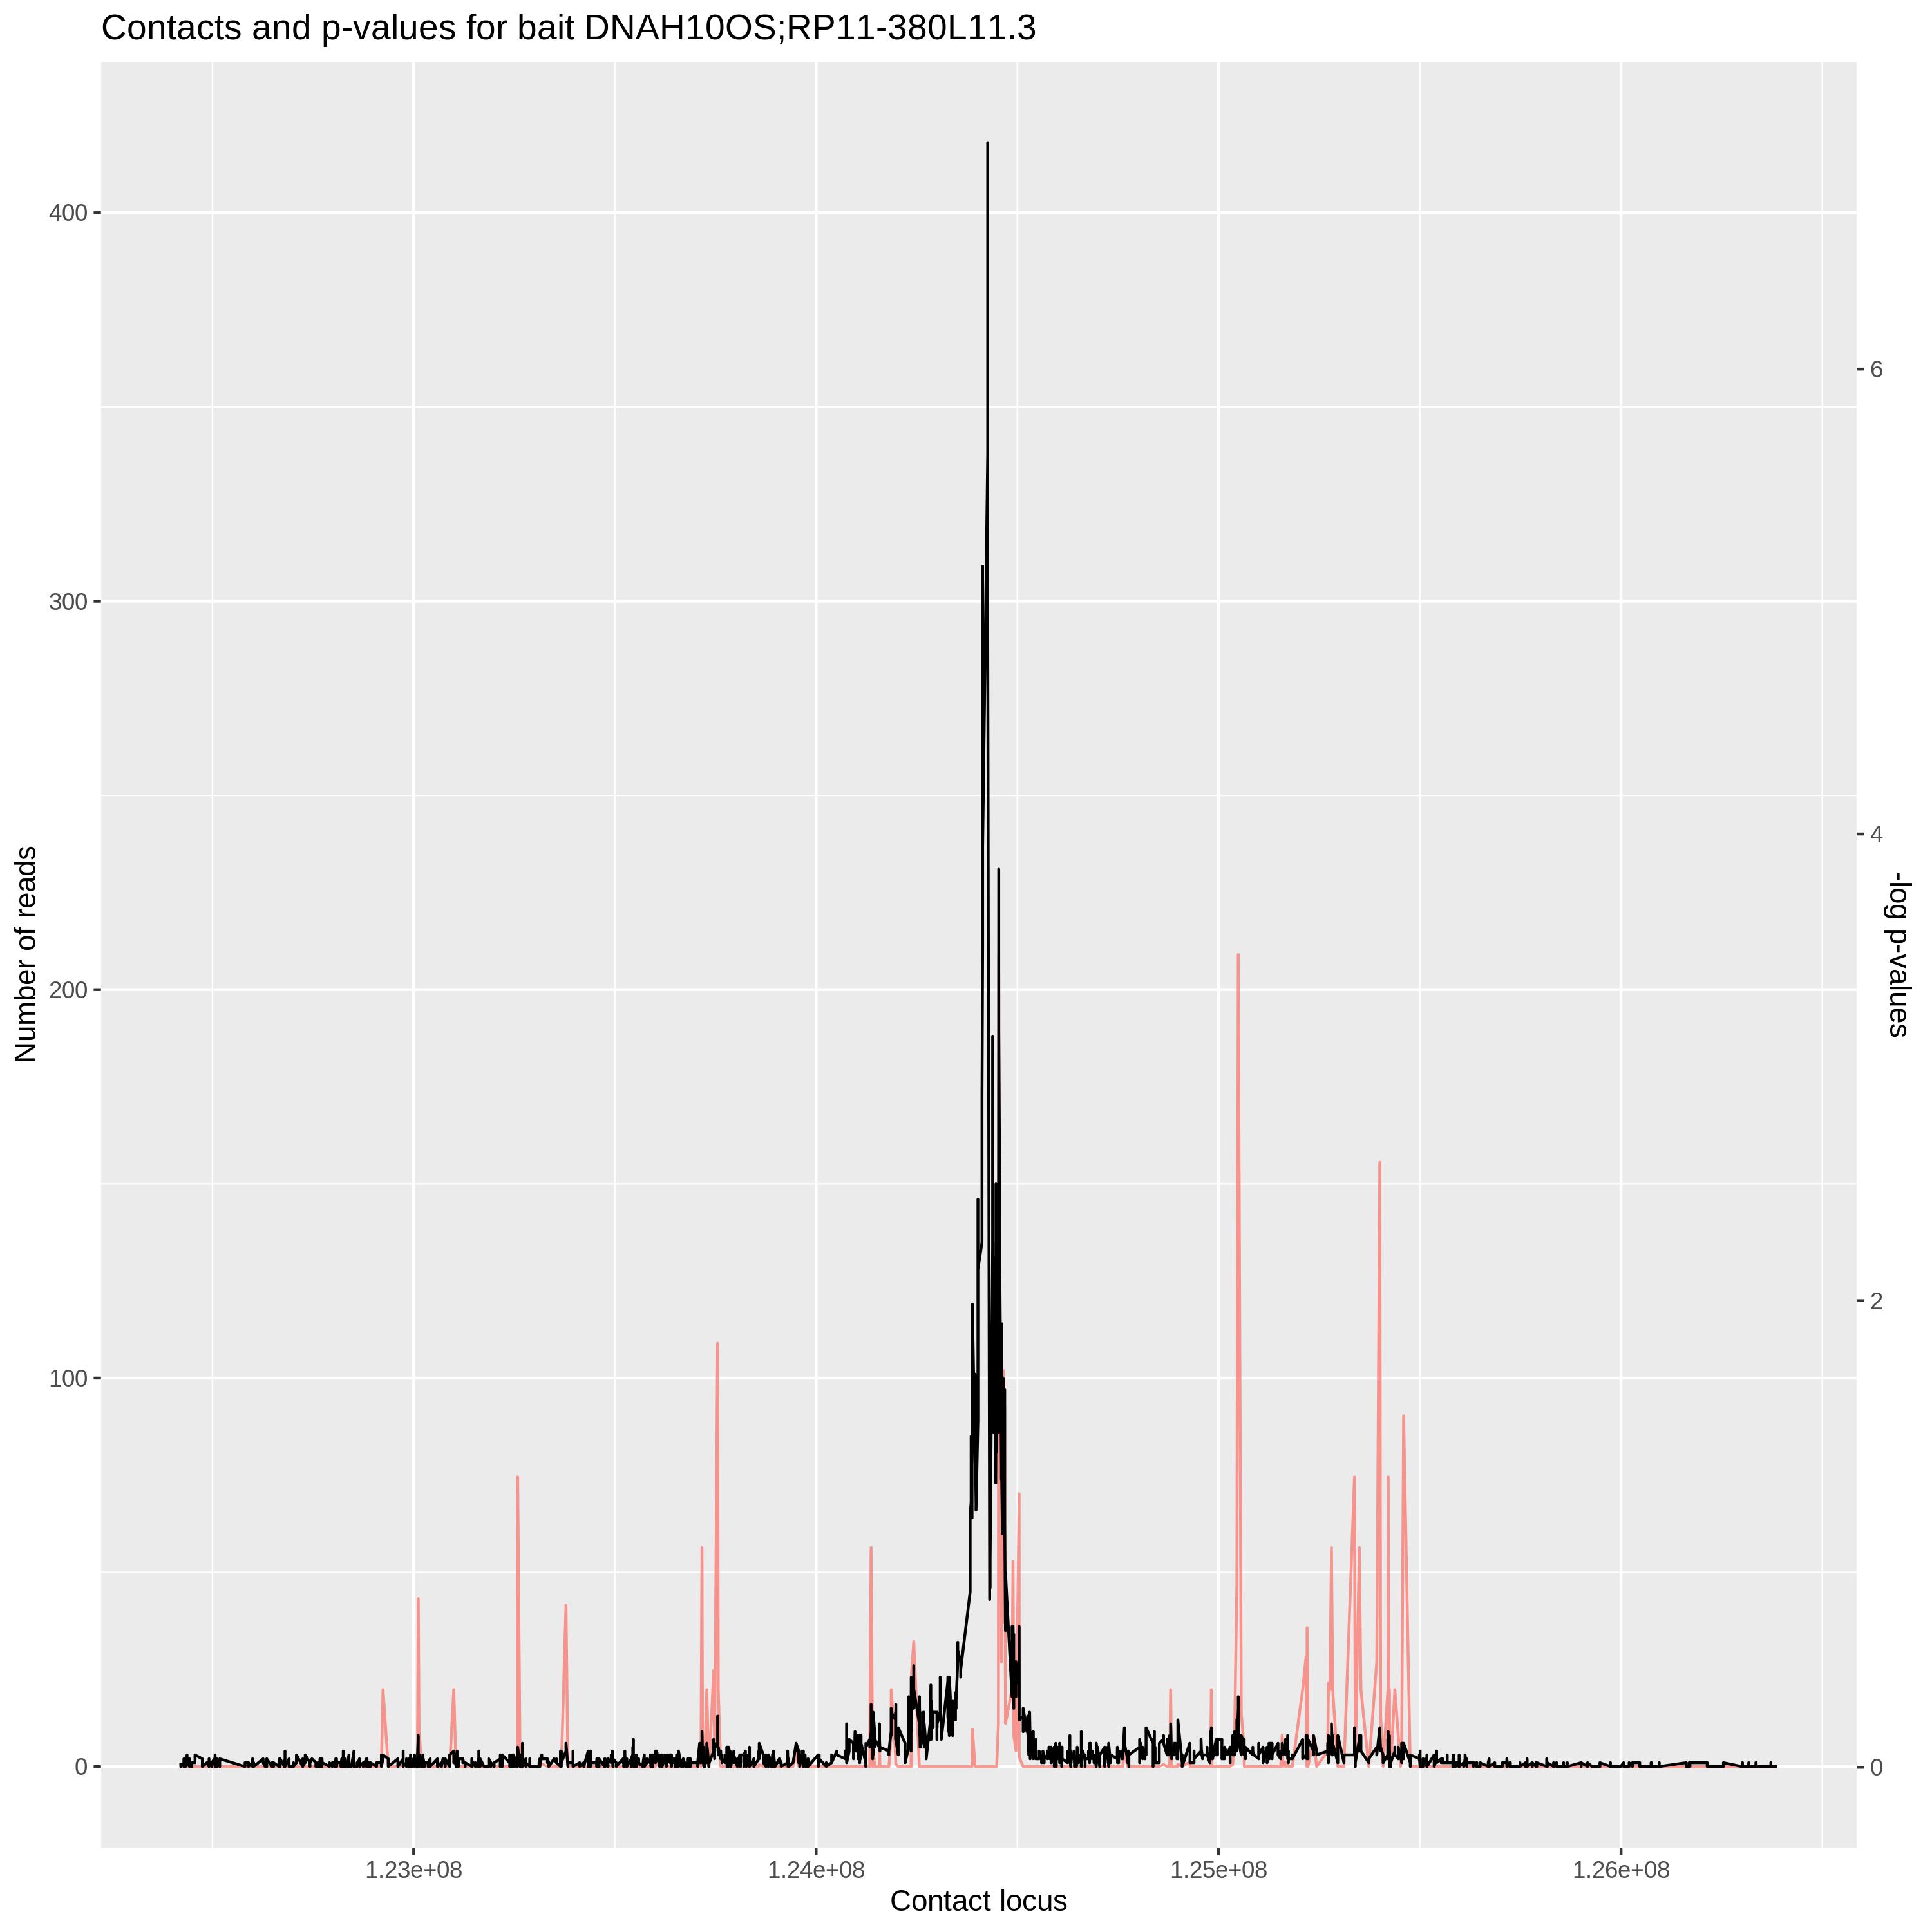 Contacts and p-values for bait DNAH10OS;RP11-380L11.3
400
300
200
100
0
Number of reads
6
4
2
0
-log p-values
1.23e+08 1.24e+08 1.25e+08 1.26e+08
Contact locus